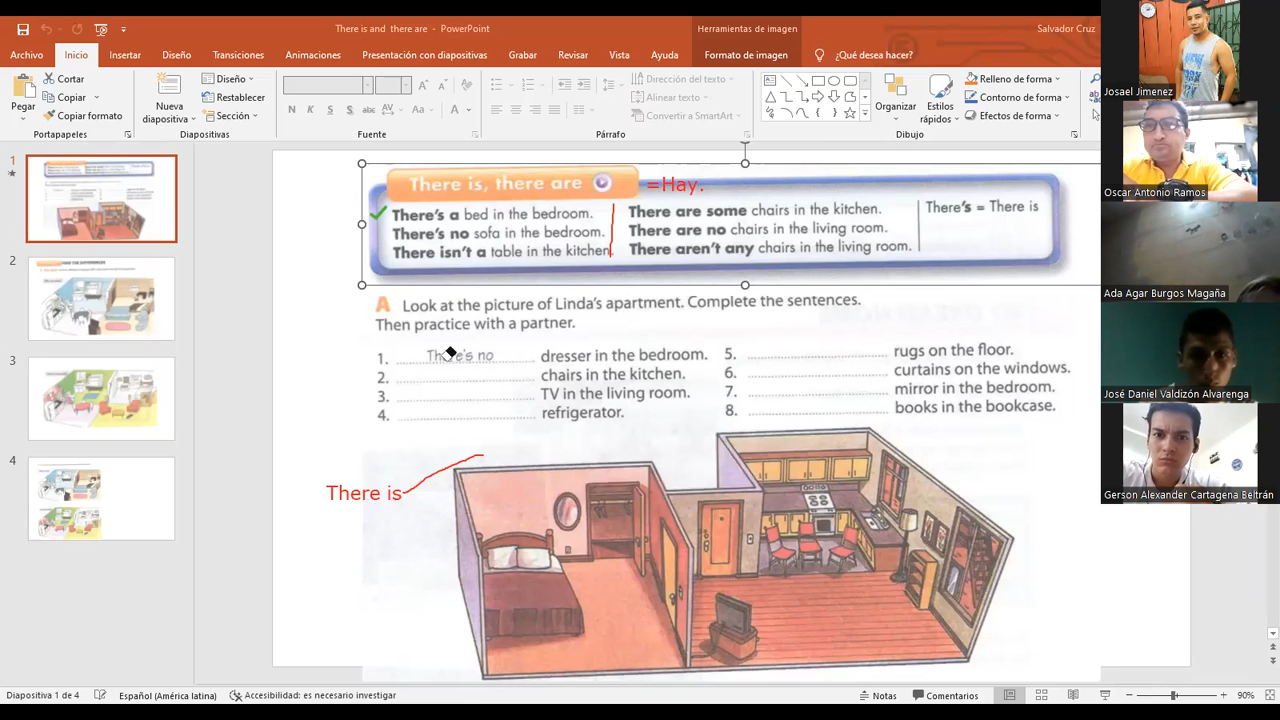 There is and there are - PowerPoint
Herramientas de imagen
Salvador Cruz
Archivo
Inicio
Insertar
Diseño
Transiciones
Animaciones
Presentación con diapositivas
Grabar
Revisar
Vista
Ayuda
Formato de imagen
¿Qué desea hacer?
Pegar
Cortar
Copiar
Copiar formato
Portapapeles
Nueva diapositiva
Diseño
Restablecer
Sección
Diapositivas
N K S S abc AV Aa A
Fuente
Dirección del texto
Alinear texto
Convertir a SmartArt
Párrafo
Organizar
Estilos rápidos
Relleno de forma
Contorno de forma
Efectos de forma
Dibujo
1
2
3
4
There is, there are
=Hay.
There's a bed in the bedroom.
There's no sofa in the bedroom.
There isn't a table in the kitchen
There are some chairs in the kitchen.
There are no chairs in the living room.
There aren't any chairs in the living room.
There's = There is
A Look at the picture of Linda's apartment. Complete the sentences.
Then practice with a partner.
1. There's no dresser in the bedroom.
2. chairs in the kitchen.
3. TV in the living room.
4. refrigerator.
5. rugs on the floor.
6. curtains on the windows.
7. mirror in the bedroom.
8. books in the bookcase.
There is
Josael Jimenez
Oscar Antonio Ramos
Ada Agar Burgos Magaña
José Daniel Valdizón Alvarenga
Gerson Alexander Cartagena Beltrán
Diapositiva 1 de 4
Español (América latina)
Accesibilidad: es necesario investigar
Notas
Comentarios
90%